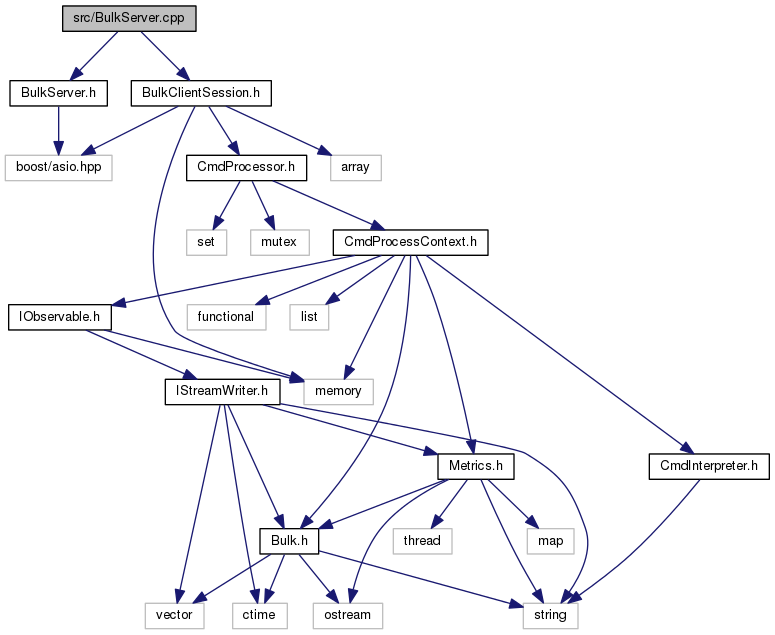 src/BulkServer.cpp
BulkServer.h
BulkClientSession.h
boost/asio.hpp
CmdProcessor.h
array
set
mutex
CmdProcessContext.h
IObservable.h
functional
list
IStreamWriter.h
memory
Metrics.h
CmdInterpreter.h
Bulk.h
thread
map
vector
ctime
ostream
string